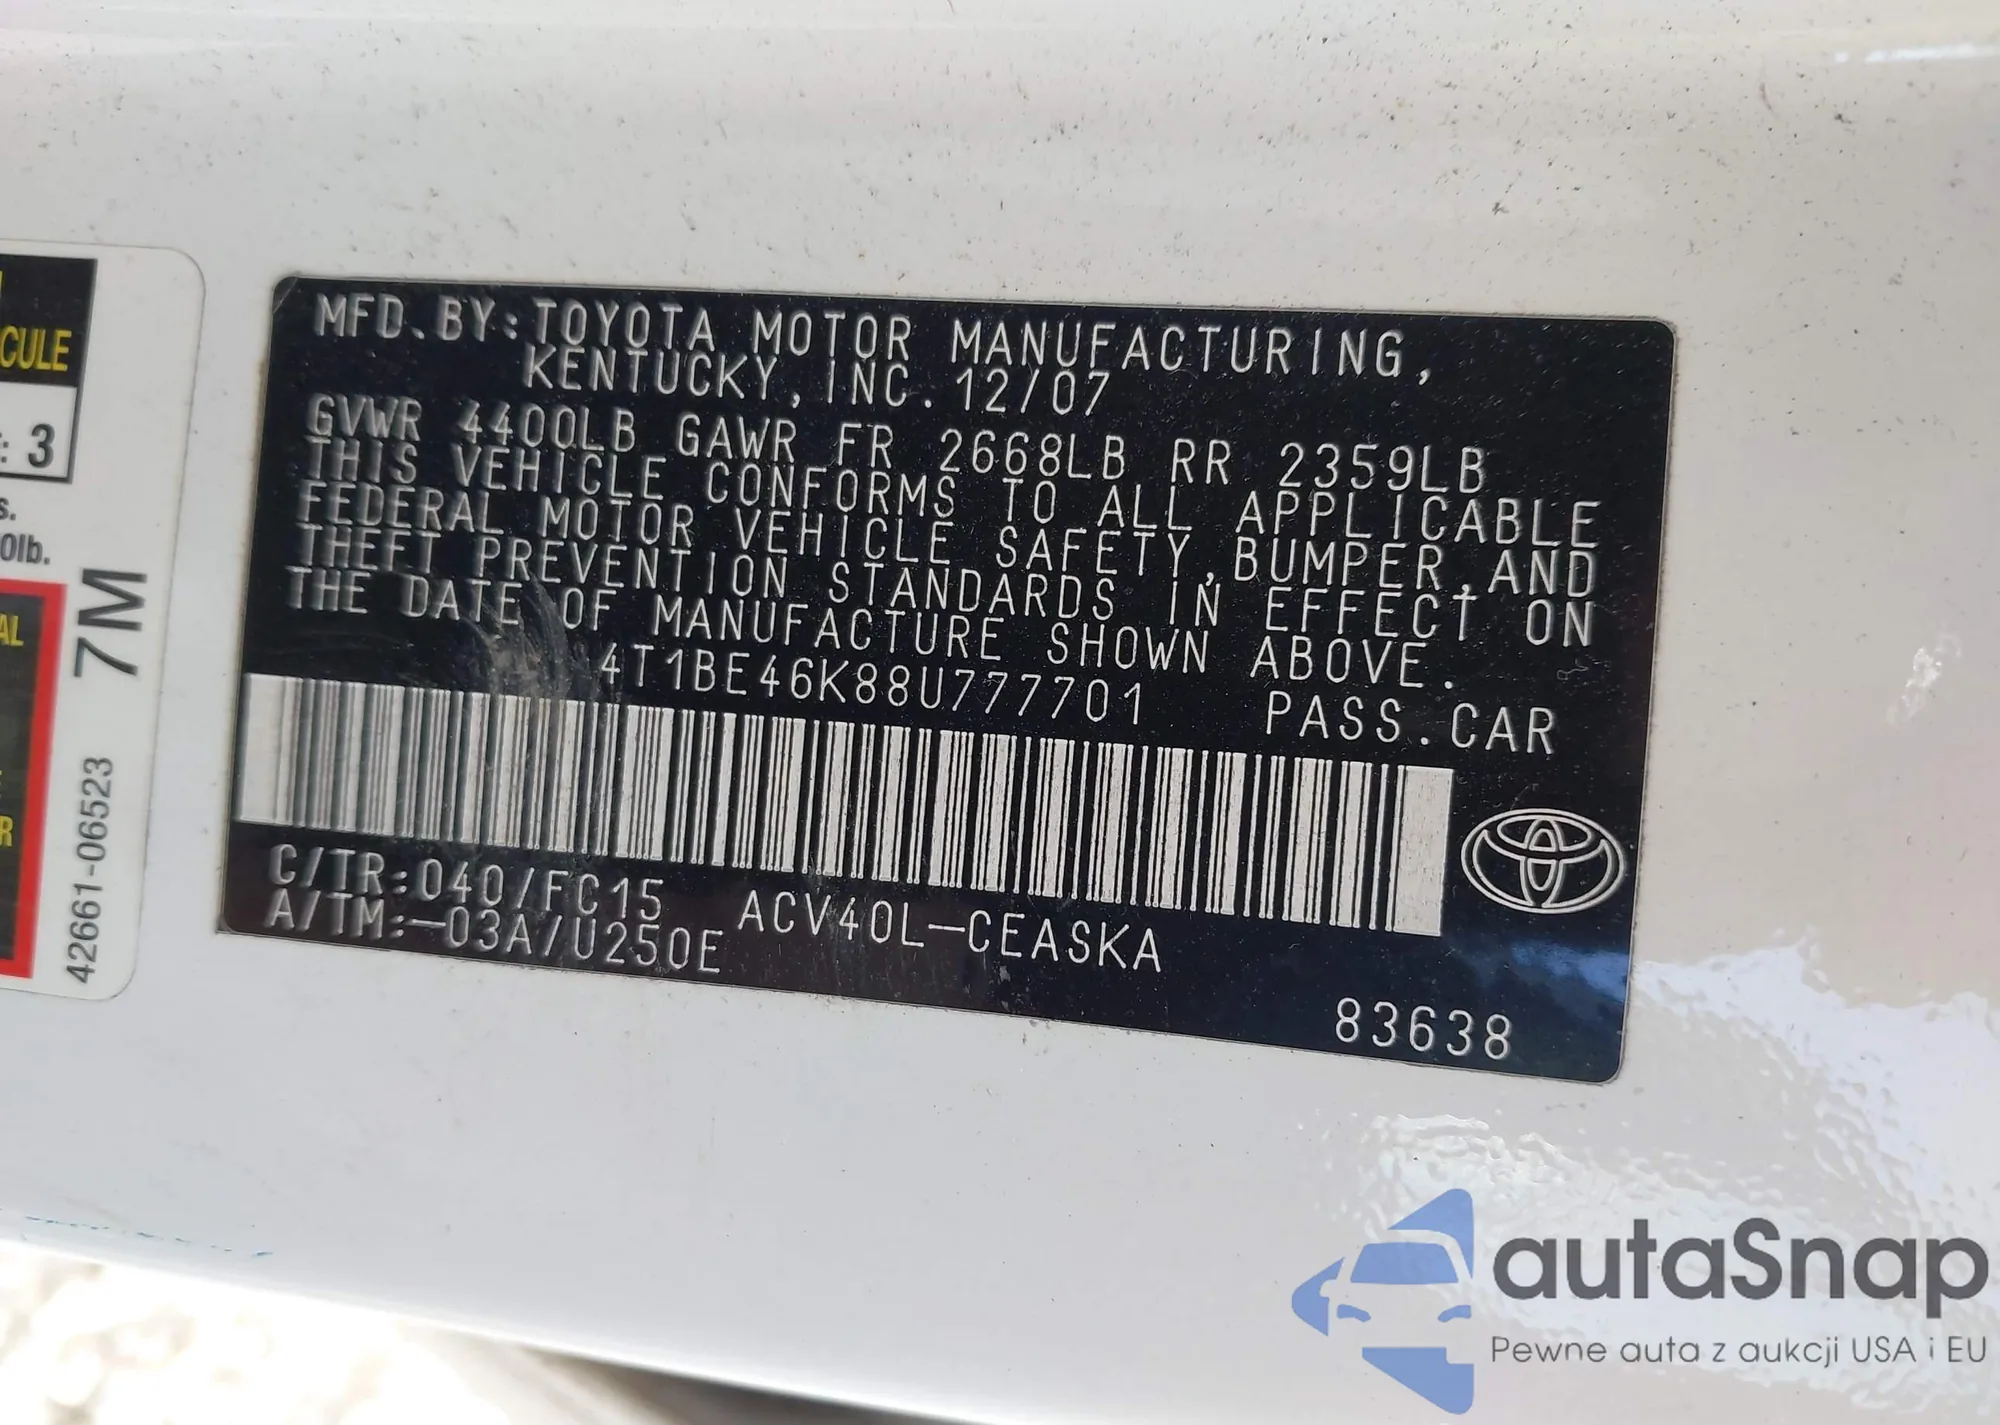 MFD.BY:TOYOTA MOTOR MANUFACTURING,
KENTUCKY, INC. 12/07
GVWR 4400LB GAWR FR 2668LB RR 2359LB
THIS VEHICLE CONFORMS TO ALL APPLICABLE
FEDERAL MOTOR VEHICLE SAFETY,BUMPER,AND
THEFT PREVENTION STANDARDS IN EFFECT ON
THE DATE OF MANUFACTURE SHOWN ABOVE.
4T1BE46K88U777701 PASS.CAR
C/TR:040/FC15 ACV40L-CEASKA
A/TM:-03A/U250E
83638
CULE
: 3
s.
0lb.
AL
R
7M
42661-06523
autaSnap
Pewne auta z aukcji USA i EU